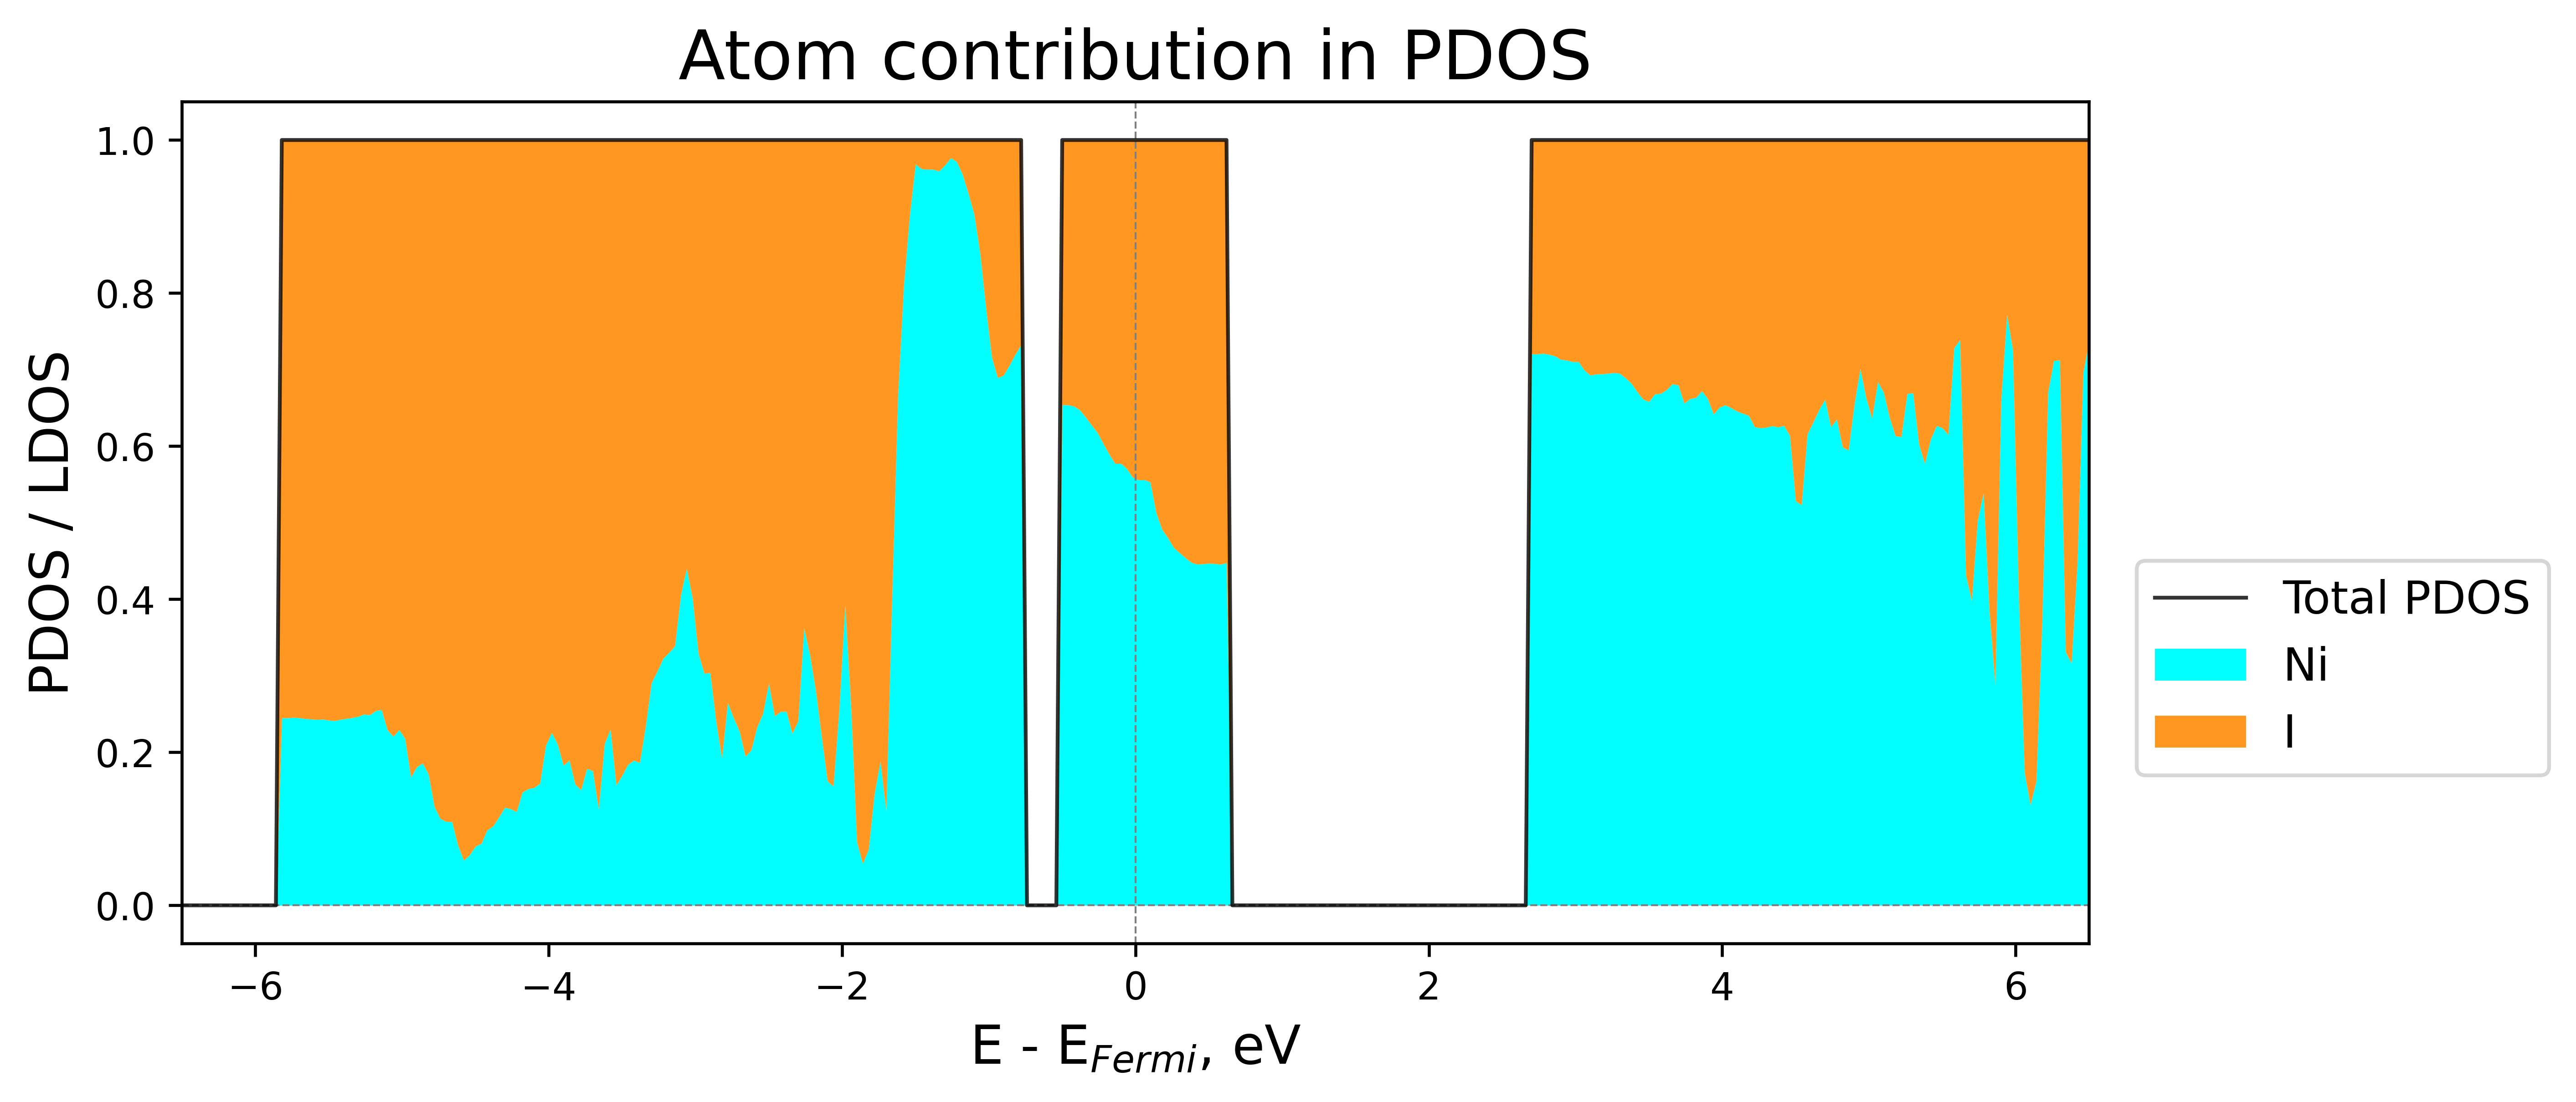 Atom contribution in PDOS
PDOS / LDOS
1.0
0.8
0.6
0.4
0.2
0.0
−6 −4 −2 0 2 4 6
E - E_Fermi, eV
Total PDOS
Ni
I